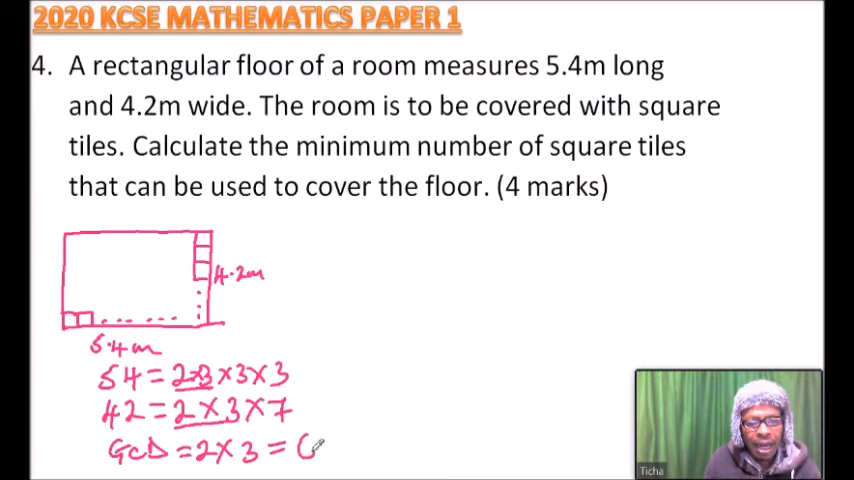 2020 KCSE MATHEMATICS PAPER 1
4. A rectangular floor of a room measures 5.4m long
and 4.2m wide. The room is to be covered with square
tiles. Calculate the minimum number of square tiles
that can be used to cover the floor. (4 marks)
4.2m
5.4m
54 = 2×3×3×3
42 = 2×3×7
GCD = 2×3 = 6
Ticha